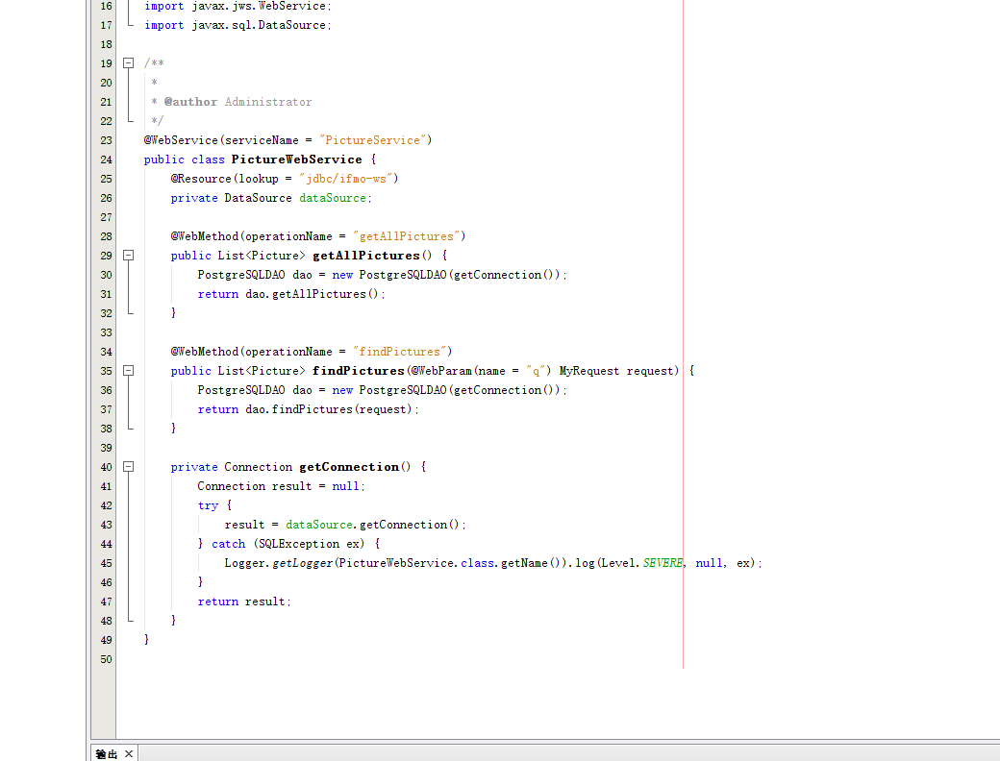 16 import javax.jws.WebService;
17 import javax.sql.DataSource;
18
19 /**
20 *
21 * @author Administrator
22 */
23 @WebService(serviceName = "PictureService")
24 public class PictureWebService {
25 @Resource(lookup = "jdbc/ifmo-ws")
26 private DataSource dataSource;
27
28 @WebMethod(operationName = "getAllPictures")
29 public List<Picture> getAllPictures() {
30 PostgreSQLDAO dao = new PostgreSQLDAO(getConnection());
31 return dao.getAllPictures();
32 }
33
34 @WebMethod(operationName = "findPictures")
35 public List<Picture> findPictures(@WebParam(name = "q") MyRequest request) {
36 PostgreSQLDAO dao = new PostgreSQLDAO(getConnection());
37 return dao.findPictures(request);
38 }
39
40 private Connection getConnection() {
41 Connection result = null;
42 try {
43 result = dataSource.getConnection();
44 } catch (SQLException ex) {
45 Logger.getLogger(PictureWebService.class.getName()).log(Level.SEVERE, null, ex);
46 }
47 return result;
48 }
49 }
50
输出